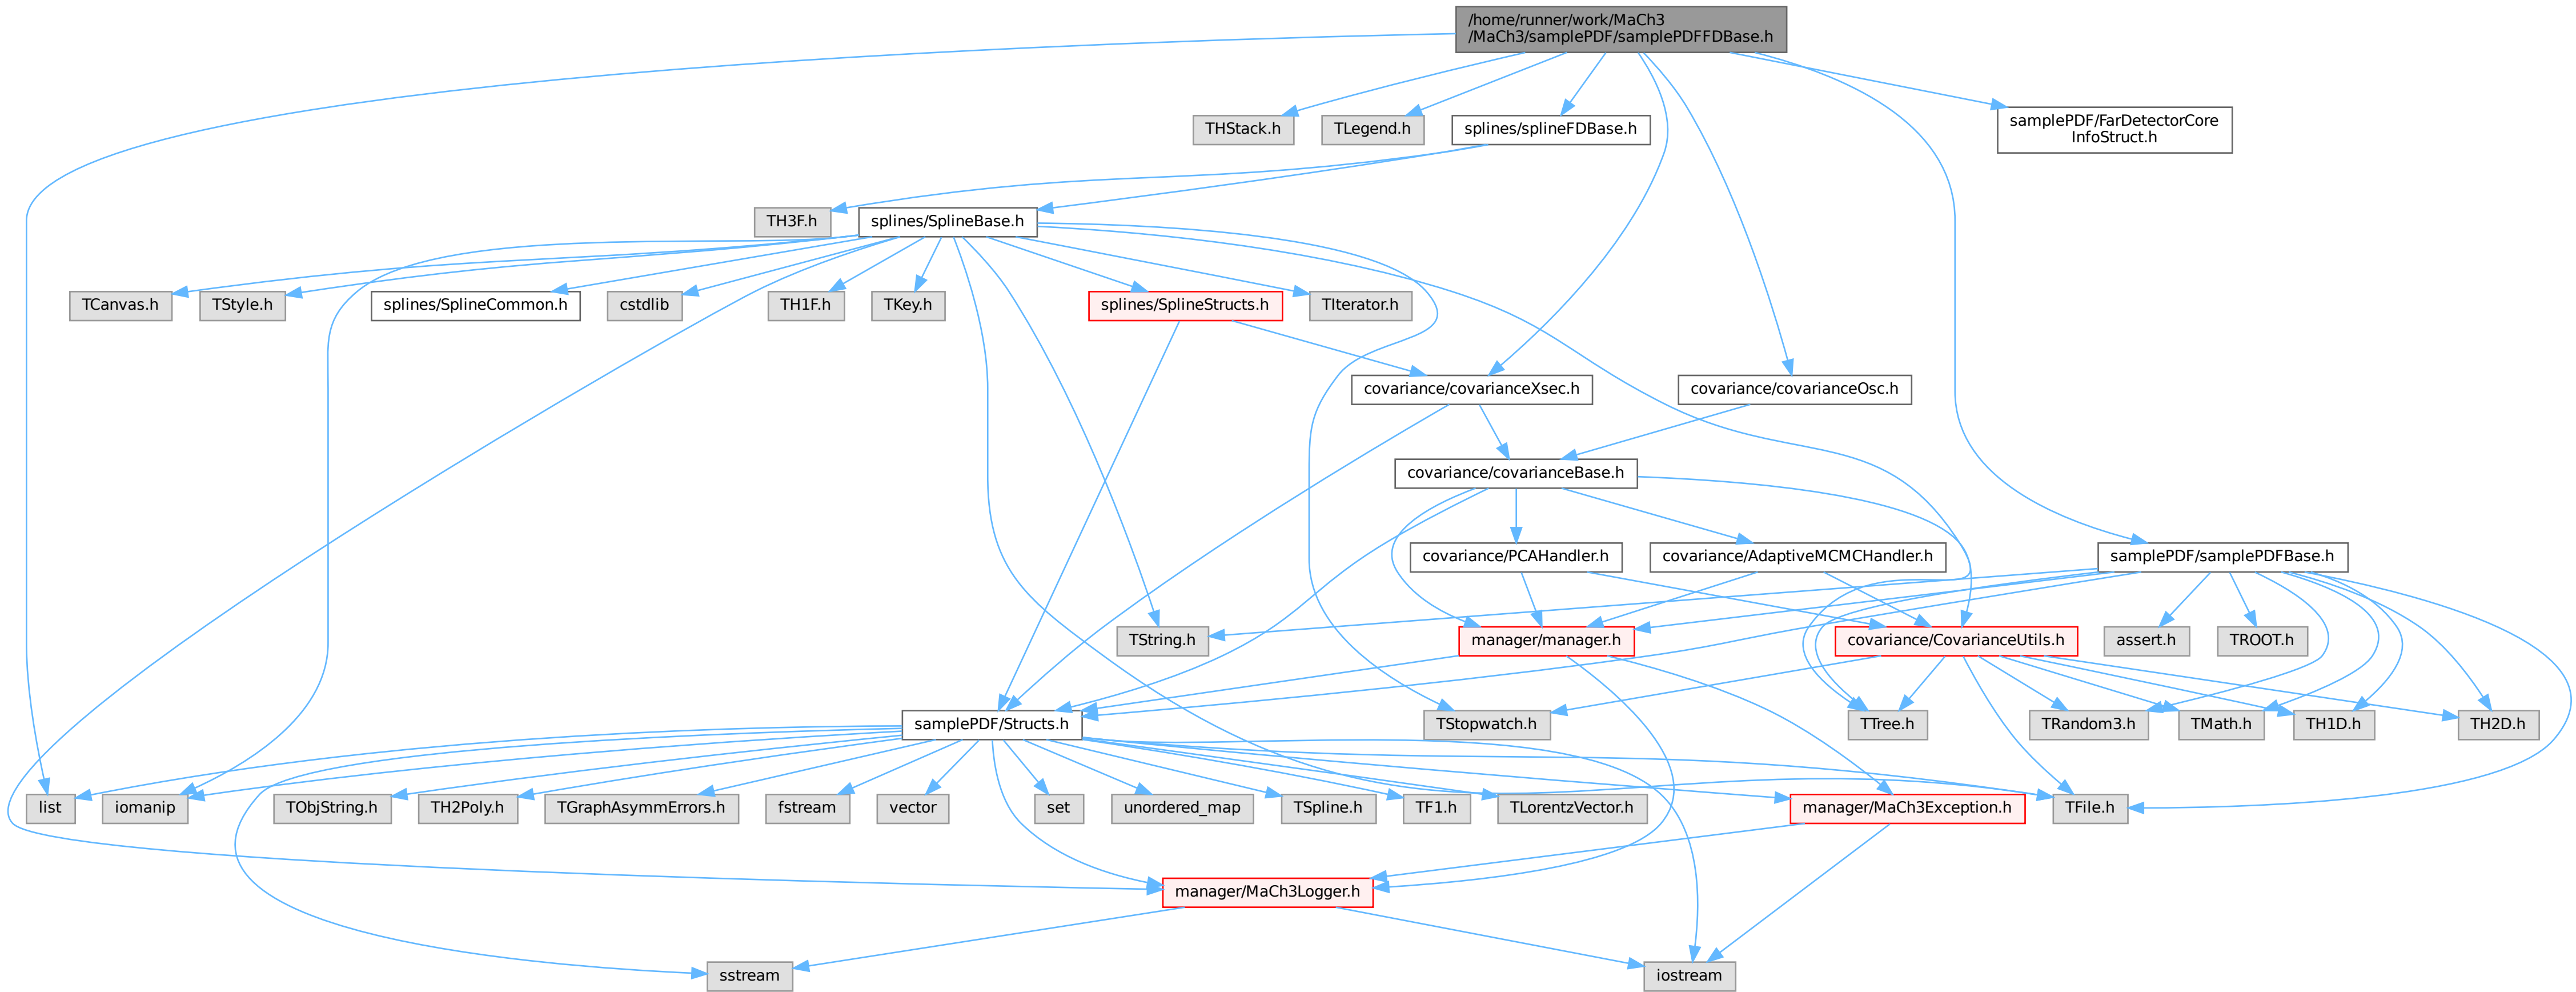 /home/runner/work/MaCh3
/MaCh3/samplePDF/samplePDFFDBase.h
THStack.h
TLegend.h
splines/splineFDBase.h
samplePDF/FarDetectorCore
InfoStruct.h
TH3F.h
splines/SplineBase.h
TCanvas.h
TStyle.h
splines/SplineCommon.h
cstdlib
TH1F.h
TKey.h
splines/SplineStructs.h
TIterator.h
covariance/covarianceXsec.h
covariance/covarianceOsc.h
covariance/covarianceBase.h
covariance/PCAHandler.h
covariance/AdaptiveMCMCHandler.h
samplePDF/samplePDFBase.h
TString.h
manager/manager.h
covariance/CovarianceUtils.h
assert.h
TROOT.h
samplePDF/Structs.h
TStopwatch.h
TTree.h
TRandom3.h
TMath.h
TH1D.h
TH2D.h
list
iomanip
TObjString.h
TH2Poly.h
TGraphAsymmErrors.h
fstream
vector
set
unordered_map
TSpline.h
TF1.h
TLorentzVector.h
manager/MaCh3Exception.h
TFile.h
manager/MaCh3Logger.h
sstream
iostream